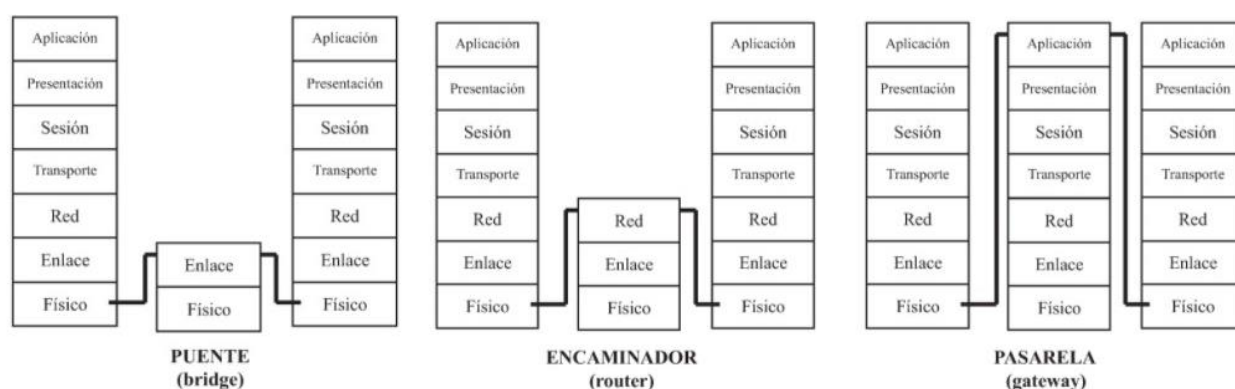 Aplicación
Presentación
Sesión
Transporte
Red
Enlace
Físico
Enlace
Físico
Aplicación
Presentación
Sesión
Transporte
Red
Enlace
Físico
PUENTE
(bridge)
Aplicación
Presentación
Sesión
Transporte
Red
Enlace
Físico
Red
Enlace
Físico
Aplicación
Presentación
Sesión
Transporte
Red
Enlace
Físico
ENCAMINADOR
(router)
Aplicación
Presentación
Sesión
Transporte
Red
Enlace
Físico
Aplicación
Presentación
Sesión
Transporte
Red
Enlace
Físico
Aplicación
Presentación
Sesión
Transporte
Red
Enlace
Físico
PASARELA
(gateway)